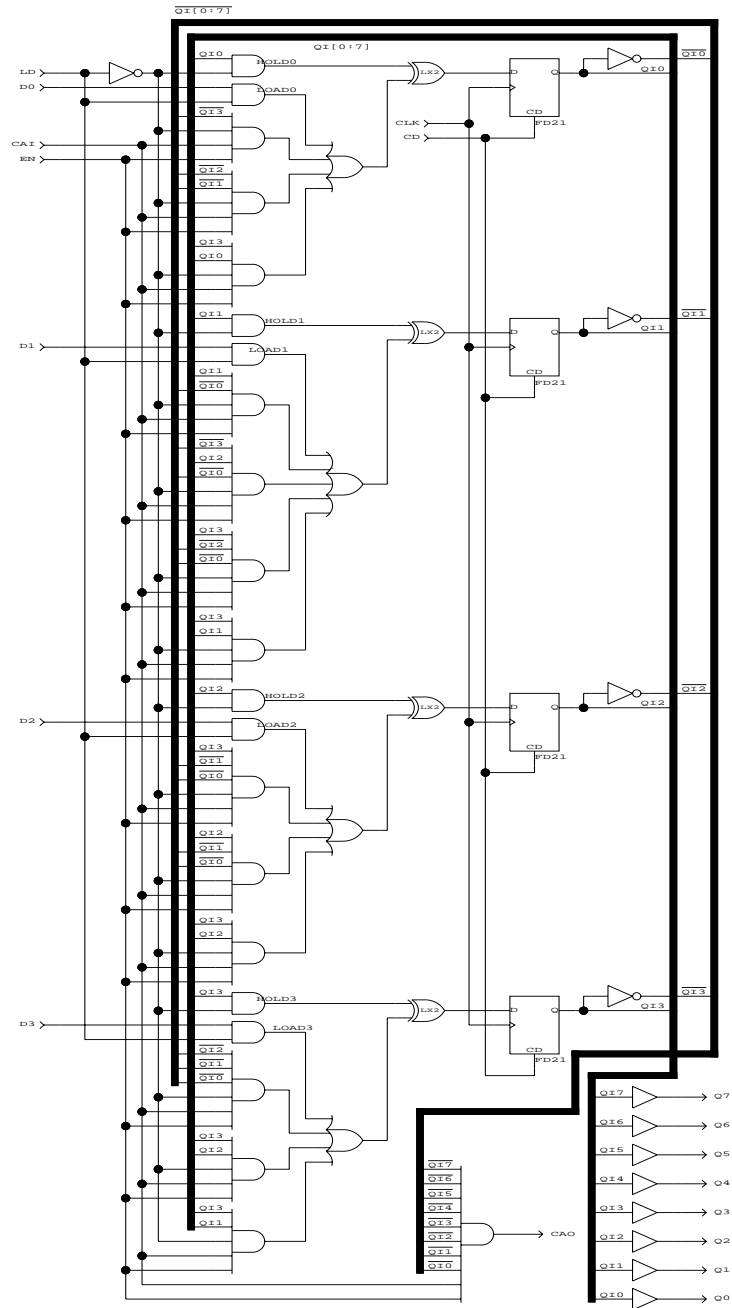 QI[0:7]
QI[0:7]
QI0
HOLD0
LX2
D
Q
QI0
QI0
LD
D0
LOAD0
CLK
CD
CD
FD21
QI3
CAI
EN
QI2
QI1
QI3
QI0
QI1
HOLD1
LX2
D
Q
QI1
QI1
D1
LOAD1
CD
FD21
QI1
QI0
QI3
QI2
QI0
QI3
QI2
QI0
QI3
QI1
QI2
HOLD2
LX2
D
Q
QI2
QI2
D2
LOAD2
CD
FD21
QI3
QI1
QI0
QI2
QI1
QI0
QI3
QI2
QI3
HOLD3
LX2
D
Q
QI3
QI3
D3
LOAD3
CD
FD21
QI2
QI1
QI0
QI3
QI2
QI3
QI1
QI7
QI6
QI5
QI4
QI3
QI2
QI1
QI0
CAO
QI7
Q7
QI6
Q6
QI5
Q5
QI4
Q4
QI3
Q3
QI2
Q2
QI1
Q1
QI0
Q0